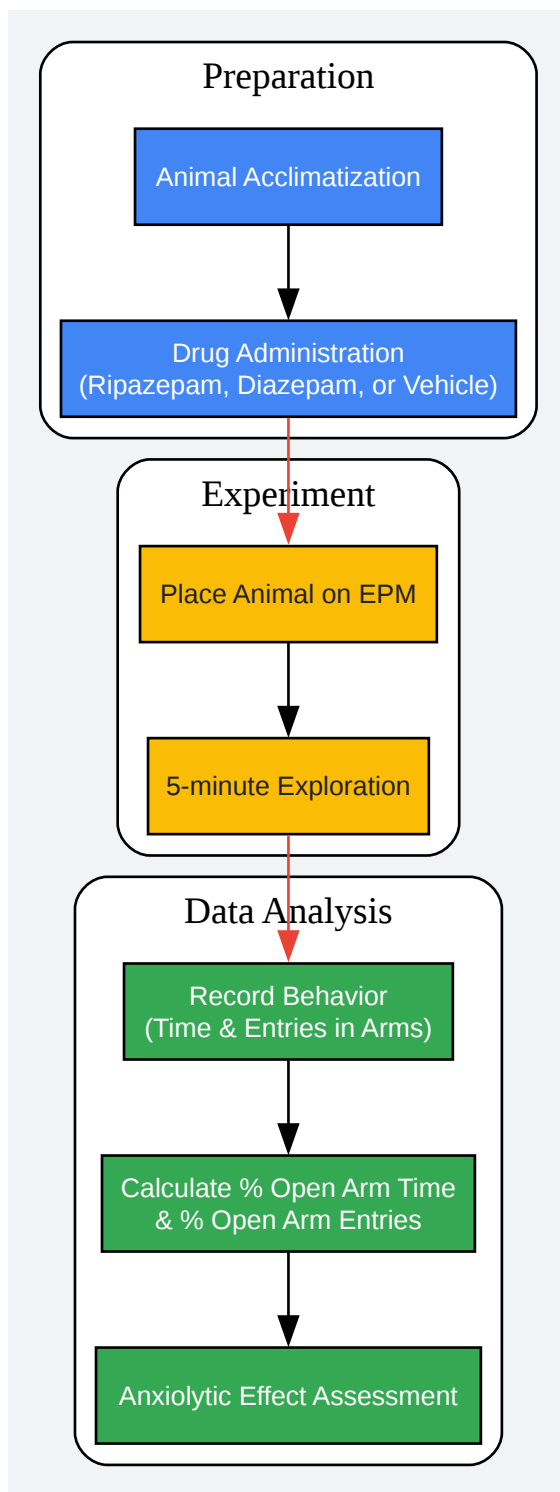 Preparation
Animal Acclimatization
Drug Administration
(Ripazepam, Diazepam, or Vehicle)
Experiment
Place Animal on EPM
5-minute Exploration
Data Analysis
Record Behavior
(Time & Entries in Arms)
Calculate % Open Arm Time
& % Open Arm Entries
Anxiolytic Effect Assessment